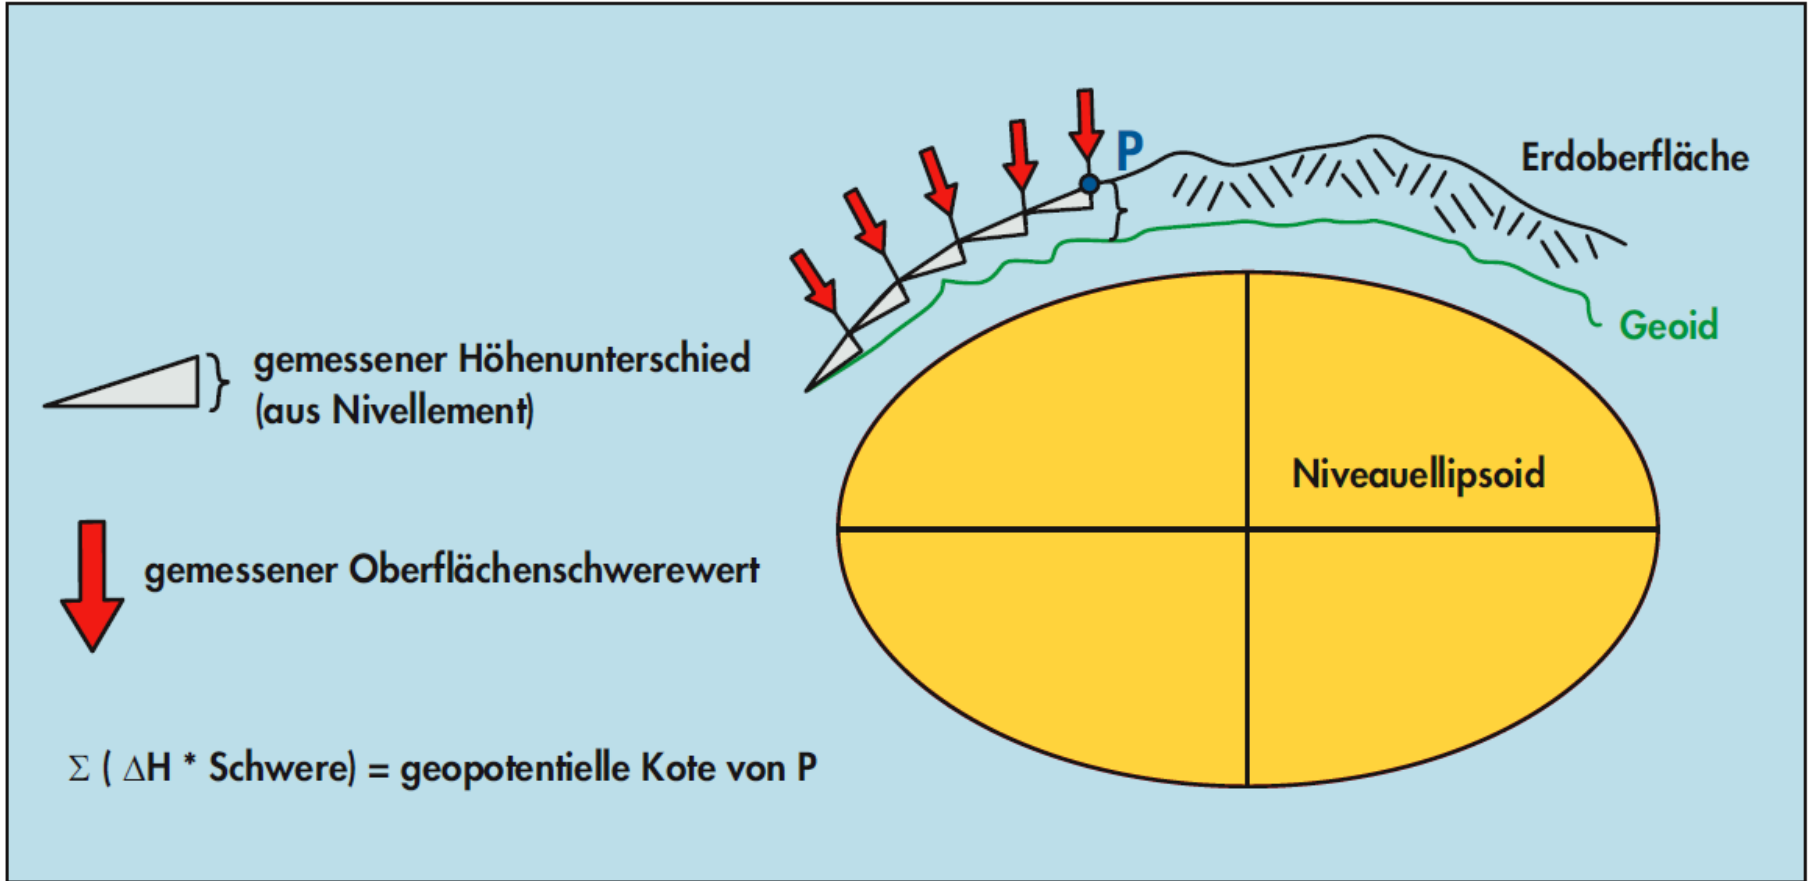 P
Erdoberfläche
Geoid
gemessener Höhenunterschied
(aus Nivellement)
Niveauellipsoid
gemessener Oberflächenschwerewert
Σ ( ΔH * Schwere) = geopotentielle Kote von P